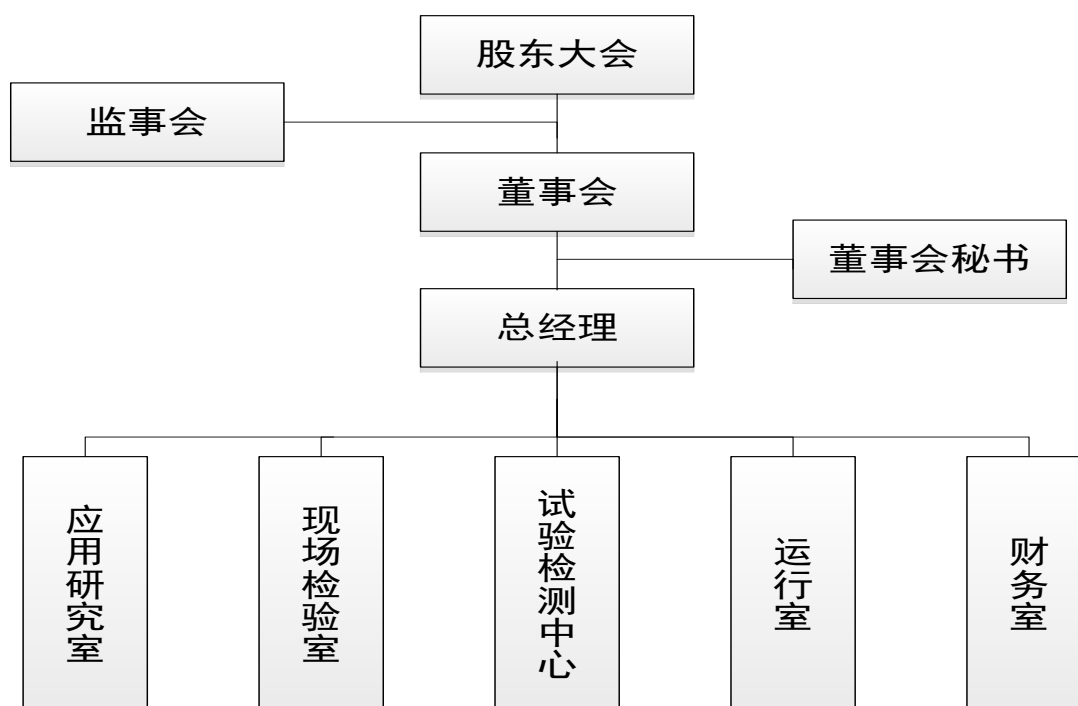 股东大会
监事会
董事会
董事会秘书
总经理
应用研究室
现场检验室
试验检测中心
运行室
财务室